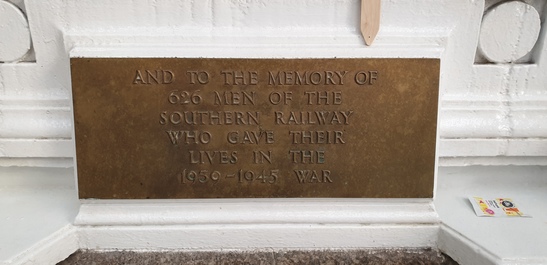 AND TO THE MEMORY OF
626 MEN OF THE
SOUTHERN RAILWAY
WHO GAVE THEIR
LIVES IN THE
1939-1945 WAR